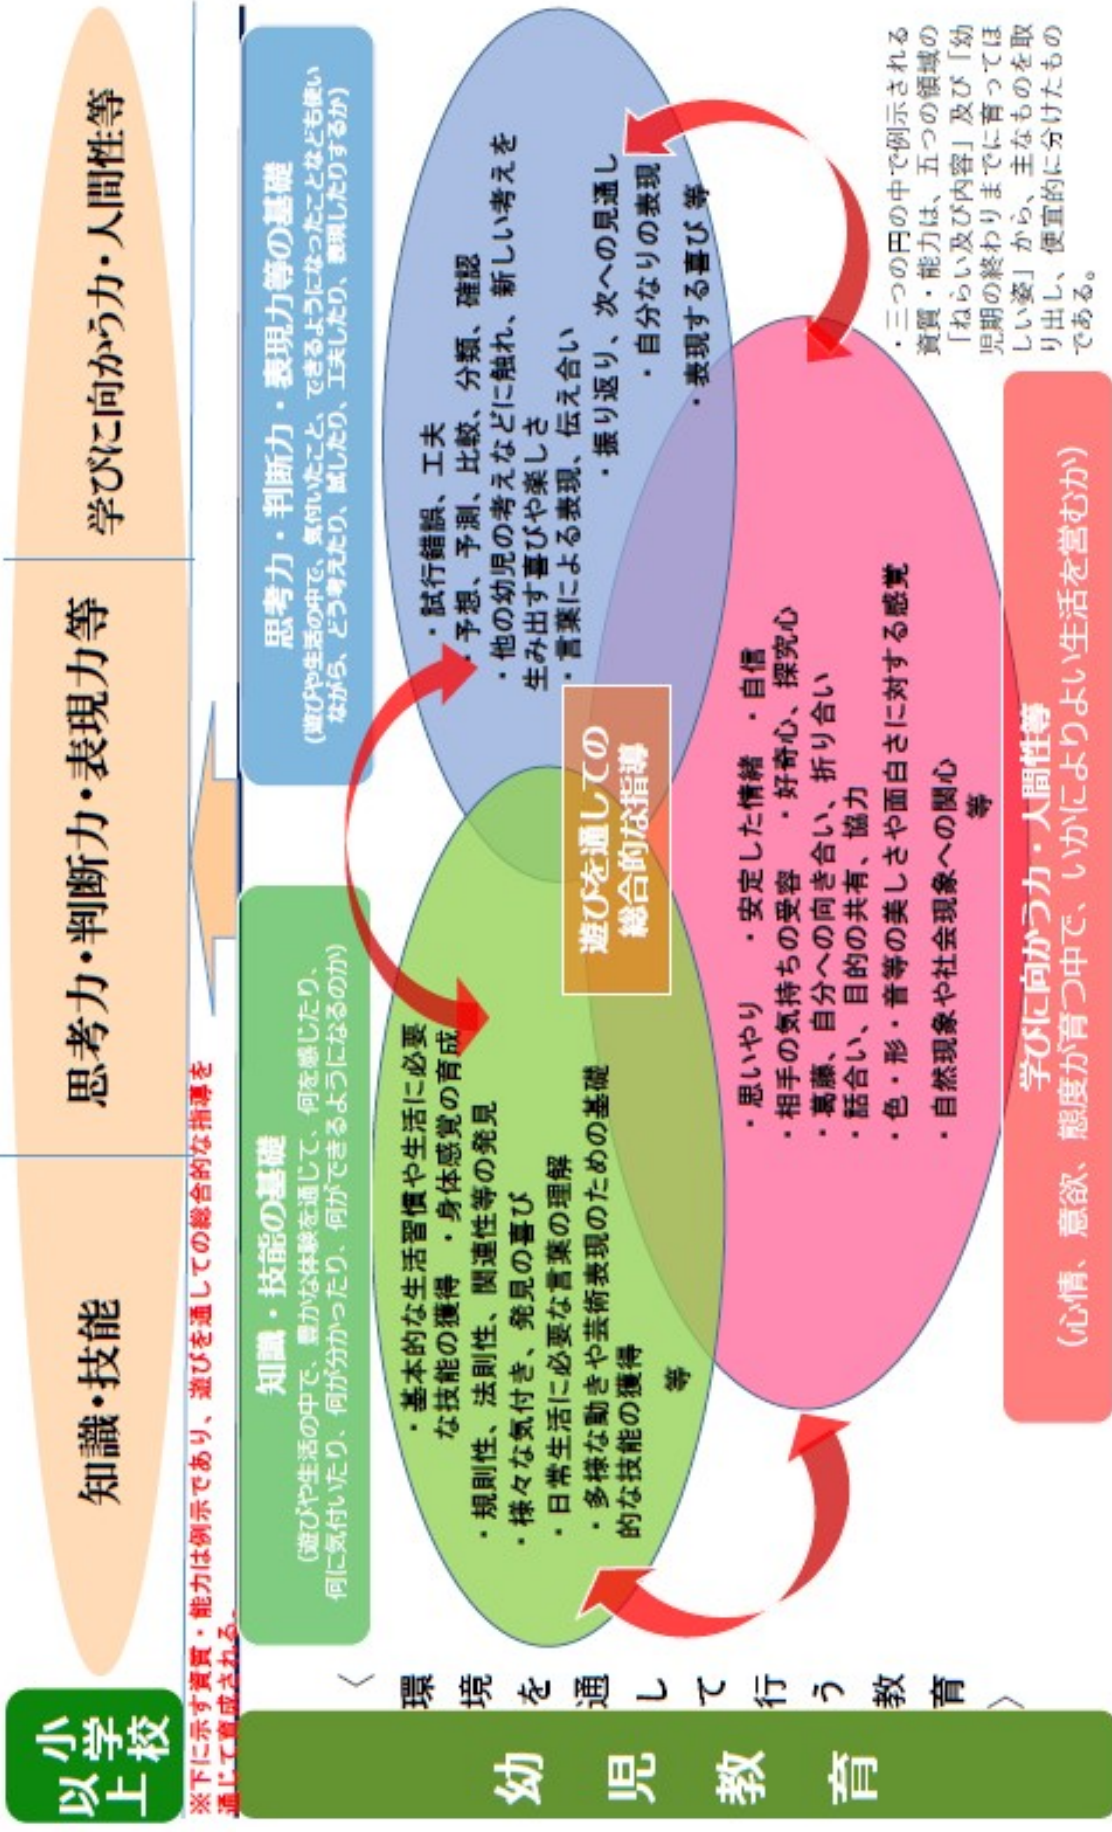 小学校
以上
知識・技能
思考力・判断力・表現力等
学びに向かう力・人間性等
※下に示す資質・能力は例示であり、遊びを通しての総合的な指導を
通じて育成される。
幼児教育
〈環境を通して行う教育〉
知識・技能の基礎
(遊びや生活の中で、豊かな体験を通じて、何を感じたり、
何に気付いたり、何が分かったり、何ができるようになるのか)
思考力・判断力・表現力等の基礎
(遊びや生活の中で、気付いたこと、できるようになったことなども使い
ながら、どう考えたり、試したり、工夫したり、表現したりするか)
・基本的な生活習慣や生活に必要
な技能の獲得 ・身体感覚の育成
・規則性、法則性、関連性等の発見
・様々な気付き、発見の喜び
・日常生活に必要な言葉の理解
・多様な動きや芸術表現のための基礎
的な技能の獲得
等
・試行錯誤、工夫
・予想、予測、比較、分類、確認
・他の幼児の考えなどに触れ、新しい考えを
生み出す喜びや楽しさ
・言葉による表現、伝え合い
・振り返り、次への見通し
・自分なりの表現
・表現する喜び 等
遊びを通しての
総合的な指導
・思いやり ・安定した情緒 ・自信
・相手の気持ちの受容 ・好奇心、探究心
・葛藤、自分への向き合い、折り合い
・話合い、目的の共有、協力
・色・形・音等の美しさや面白さに対する感覚
・自然現象や社会現象への関心
等
・三つの円の中で例示される
資質・能力は、五つの領域の
「ねらい及び内容」及び「幼
児期の終わりまでに育ってほ
しい姿」から、主なものを取
り出し、便宜的に分けたもの
である。
学びに向かう力・人間性等
(心情、意欲、態度が育つ中で、いかによりよい生活を営むか)